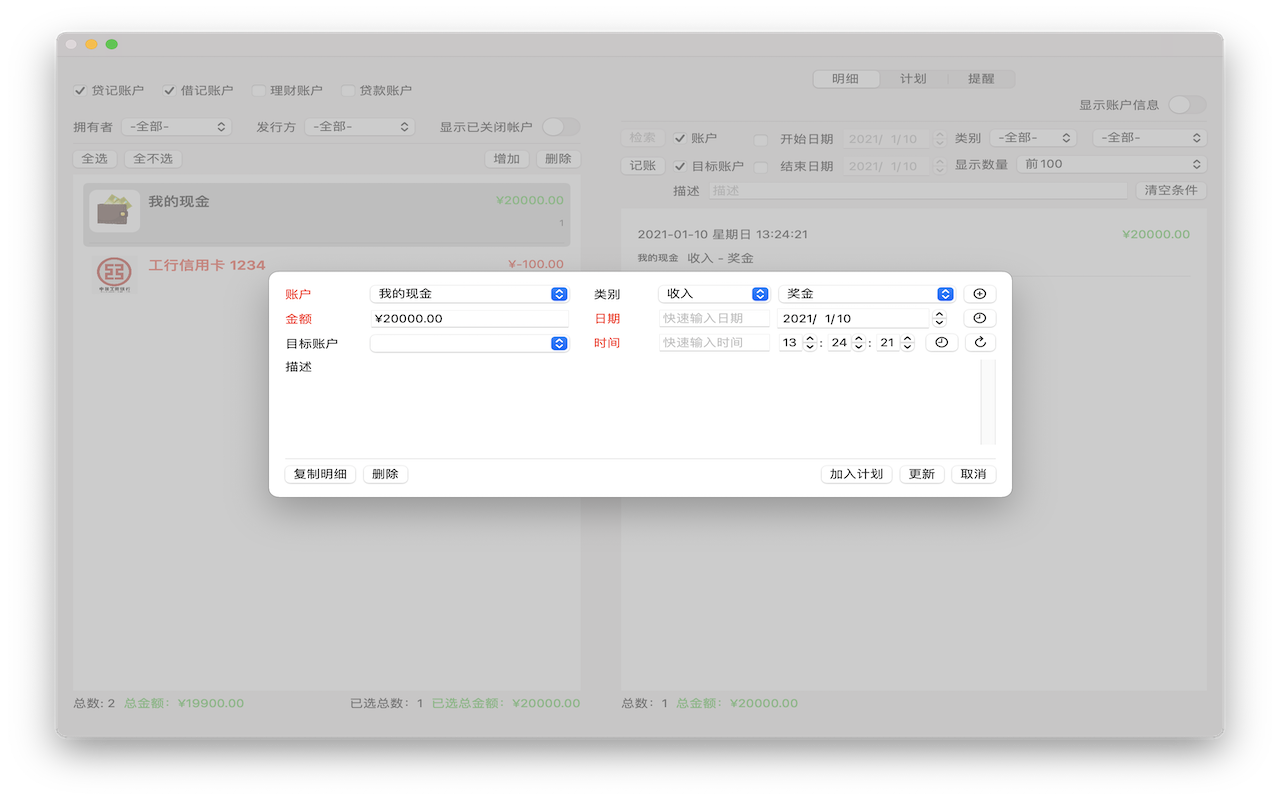 明细 计划 提醒
贷记账户 借记账户 理财账户 贷款账户
显示账户信息
拥有者 -全部- 发行方 -全部- 显示已关闭帐户
检索 账户 开始日期 2021/ 1/10 类别 -全部- -全部-
全选 全不选 增加 删除
记账 目标账户 结束日期 2021/ 1/10 显示数量 前100
描述 描述 清空条件
我的现金 ¥20000.00
1
2021-01-10 星期日 13:24:21 ¥20000.00
我的现金 收入 - 奖金
工行信用卡 1234 ¥-100.00
账户 我的现金 类别 收入 奖金
金额 ¥20000.00 日期 快速输入日期 2021/ 1/10
目标账户 时间 快速输入时间 13 : 24 : 21
描述
复制明细 删除 加入计划 更新 取消
总数: 2 总金额: ¥19900.00 已选总数: 1 已选总金额: ¥20000.00 总数: 1 总金额: ¥20000.00